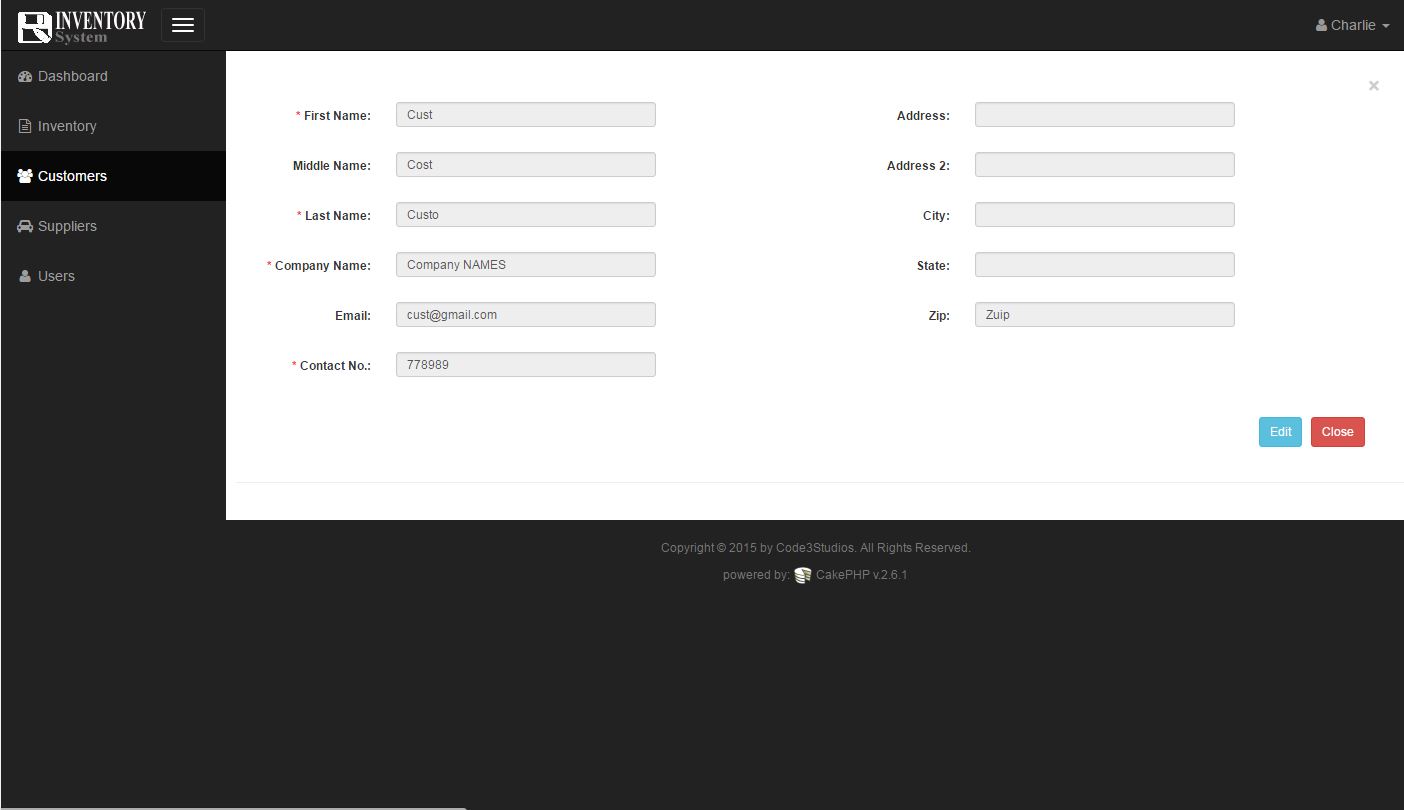 INVENTORY
System
Charlie
Dashboard
Inventory
Customers
Suppliers
Users
×
* First Name: Cust
Address:
Middle Name: Cost
Address 2:
* Last Name: Custo
City:
* Company Name: Company NAMES
State:
Email: cust@gmail.com
Zip: Zuip
* Contact No.: 778989
Edit Close
Copyright © 2015 by Code3Studios. All Rights Reserved.
powered by: CakePHP v.2.6.1